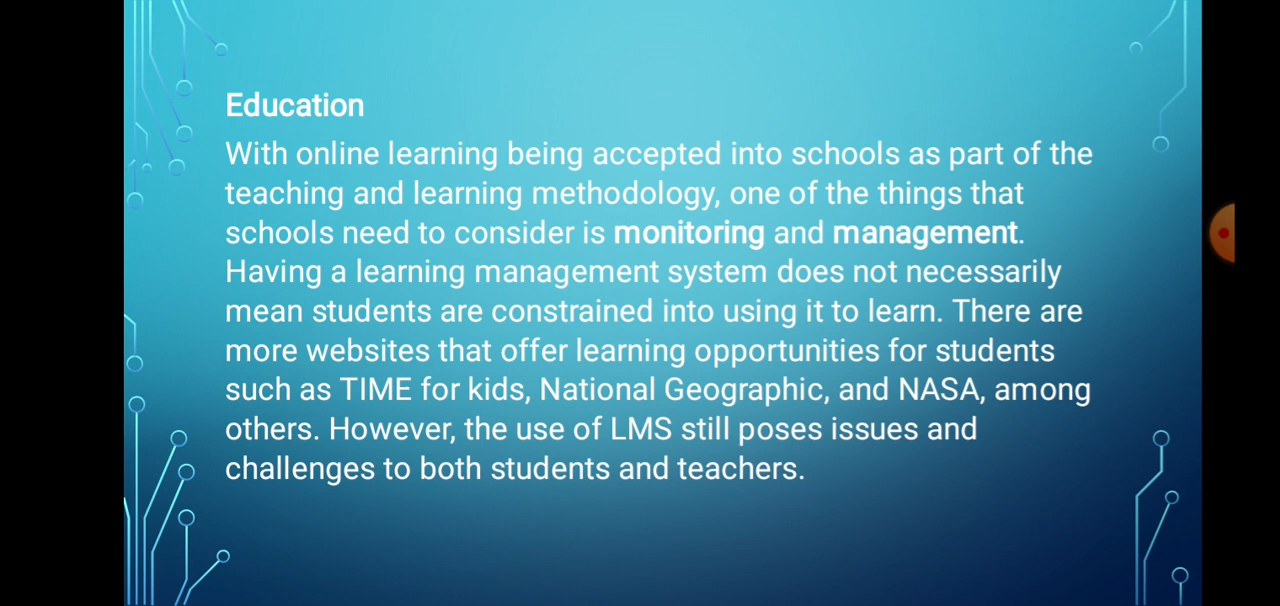 Education
With online learning being accepted into schools as part of the
teaching and learning methodology, one of the things that
schools need to consider is monitoring and management.
Having a learning management system does not necessarily
mean students are constrained into using it to learn. There are
more websites that offer learning opportunities for students
such as TIME for kids, National Geographic, and NASA, among
others. However, the use of LMS still poses issues and
challenges to both students and teachers.